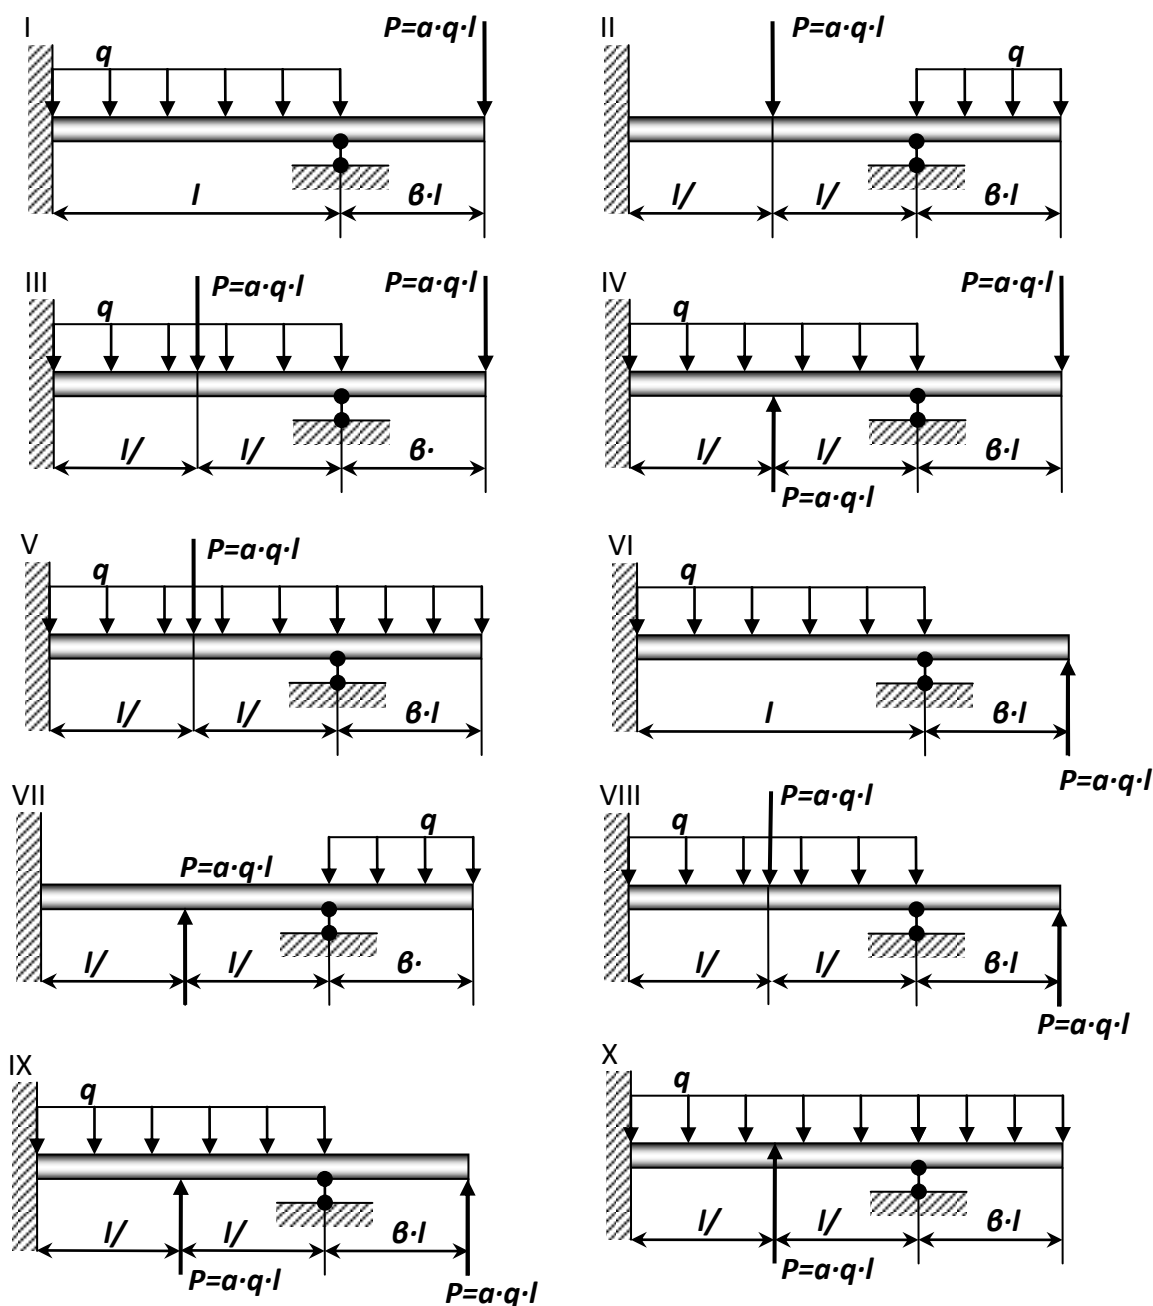 I
P=a·q·l
q
l
в·l
II
P=a·q·l
q
l/
l/
в·l
III
P=a·q·l
P=a·q·l
q
l/
l/
в·
IV
P=a·q·l
q
l/
l/
в·l
P=a·q·l
V
P=a·q·l
q
l/
l/
в·l
VI
q
l
в·l
P=a·q·l
VII
q
P=a·q·l
l/
l/
в·
VIII
P=a·q·l
q
l/
l/
в·l
P=a·q·l
IX
q
l/
l/
в·l
P=a·q·l
P=a·q·l
X
q
l/
l/
в·l
P=a·q·l